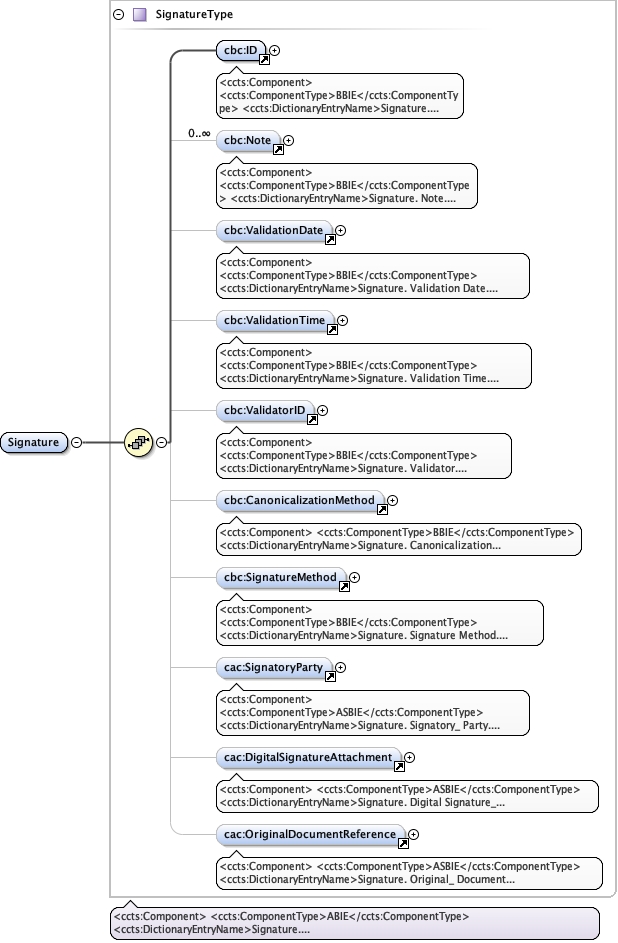 SignatureType
cbc:ID
<ccts:Component>
<ccts:ComponentType>BBIE</ccts:ComponentTy
pe> <ccts:DictionaryEntryName>Signature....
0..∞
cbc:Note
<ccts:Component>
<ccts:ComponentType>BBIE</ccts:ComponentType
> <ccts:DictionaryEntryName>Signature. Note....
cbc:ValidationDate
<ccts:Component>
<ccts:ComponentType>BBIE</ccts:ComponentType>
<ccts:DictionaryEntryName>Signature. Validation Date....
cbc:ValidationTime
<ccts:Component>
<ccts:ComponentType>BBIE</ccts:ComponentType>
<ccts:DictionaryEntryName>Signature. Validation Time....
cbc:ValidatorID
<ccts:Component>
<ccts:ComponentType>BBIE</ccts:ComponentType>
<ccts:DictionaryEntryName>Signature. Validator....
Signature
cbc:CanonicalizationMethod
<ccts:Component> <ccts:ComponentType>BBIE</ccts:ComponentType>
<ccts:DictionaryEntryName>Signature. Canonicalization...
cbc:SignatureMethod
<ccts:Component>
<ccts:ComponentType>BBIE</ccts:ComponentType>
<ccts:DictionaryEntryName>Signature. Signature Method....
cac:SignatoryParty
<ccts:Component>
<ccts:ComponentType>ASBIE</ccts:ComponentType>
<ccts:DictionaryEntryName>Signature. Signatory_ Party....
cac:DigitalSignatureAttachment
<ccts:Component> <ccts:ComponentType>ASBIE</ccts:ComponentType>
<ccts:DictionaryEntryName>Signature. Digital Signature_...
cac:OriginalDocumentReference
<ccts:Component> <ccts:ComponentType>ASBIE</ccts:ComponentType>
<ccts:DictionaryEntryName>Signature. Original_ Document...
<ccts:Component> <ccts:ComponentType>ABIE</ccts:ComponentType>
<ccts:DictionaryEntryName>Signature....